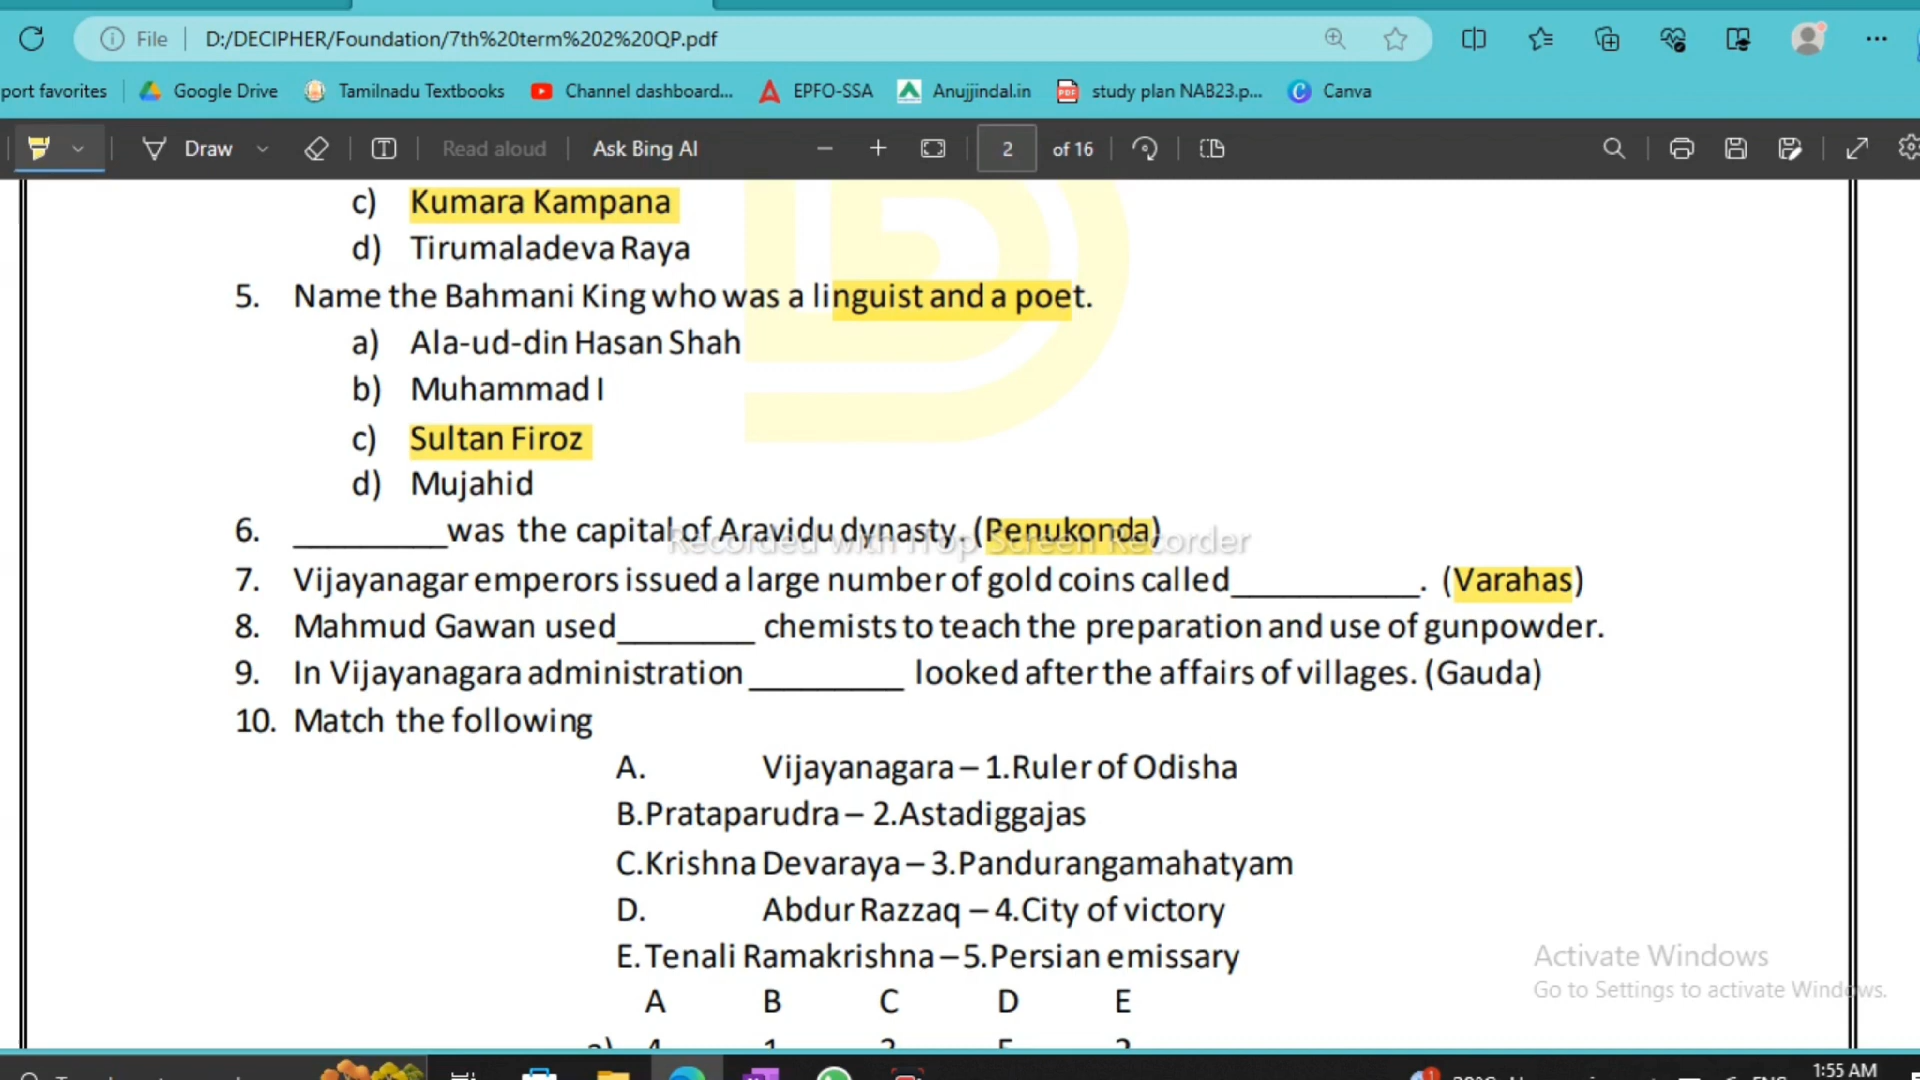 File D:/DECIPHER/Foundation/7th%20term%202%20QP.pdf
port favorites Google Drive Tamilnadu Textbooks Channel dashboard... EPFO-SSA Anujjindal.in study plan NAB23.p... Canva
Draw Read aloud Ask Bing AI 2 of 16
c) Kumara Kampana
d) Tirumaladeva Raya
5. Name the Bahmani King who was a linguist and a poet.
a) Ala-ud-din Hasan Shah
b) Muhammad I
c) Sultan Firoz
d) Mujahid
6. _________was the capital of Aravidu dynasty. (Penukonda)
Recorded with iTop Screen Recorder
7. Vijayanagar emperors issued a large number of gold coins called___________. (Varahas)
8. Mahmud Gawan used________ chemists to teach the preparation and use of gunpowder.
9. In Vijayanagara administration _________ looked after the affairs of villages. (Gauda)
10. Match the following
A. Vijayanagara – 1.Ruler of Odisha
B.Prataparudra – 2.Astadiggajas
C.Krishna Devaraya – 3.Pandurangamahatyam
D. Abdur Razzaq – 4.City of victory
E. Tenali Ramakrishna – 5.Persian emissary
A B C D E
Activate Windows
Go to Settings to activate Windows.
1:55 AM